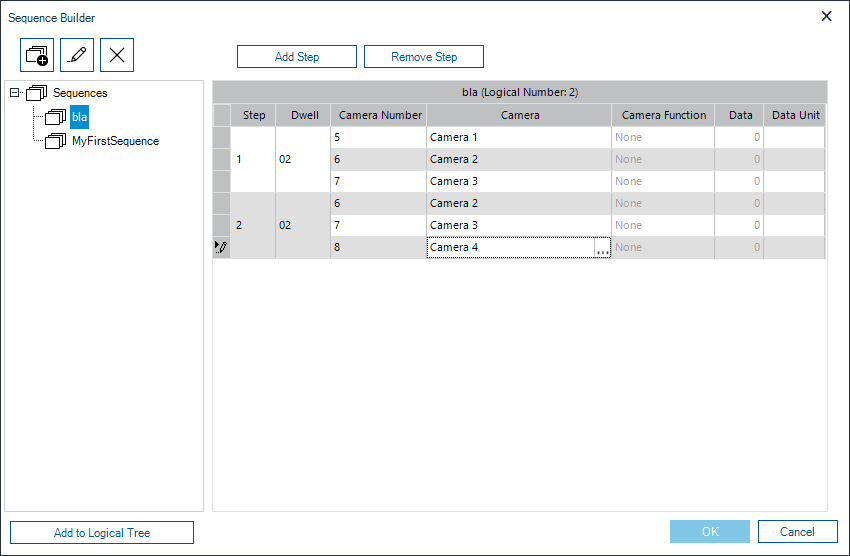 Sequence Builder
Add Step Remove Step
Sequences
bla
MyFirstSequence
bla (Logical Number: 2)
Step Dwell Camera Number Camera Camera Function Data Data Unit
5 Camera 1 None 0
1 02 6 Camera 2 None 0
7 Camera 3 None 0
6 Camera 2 None 0
2 02 7 Camera 3 None 0
8 Camera 4 ... None 0
Add to Logical Tree
OK Cancel